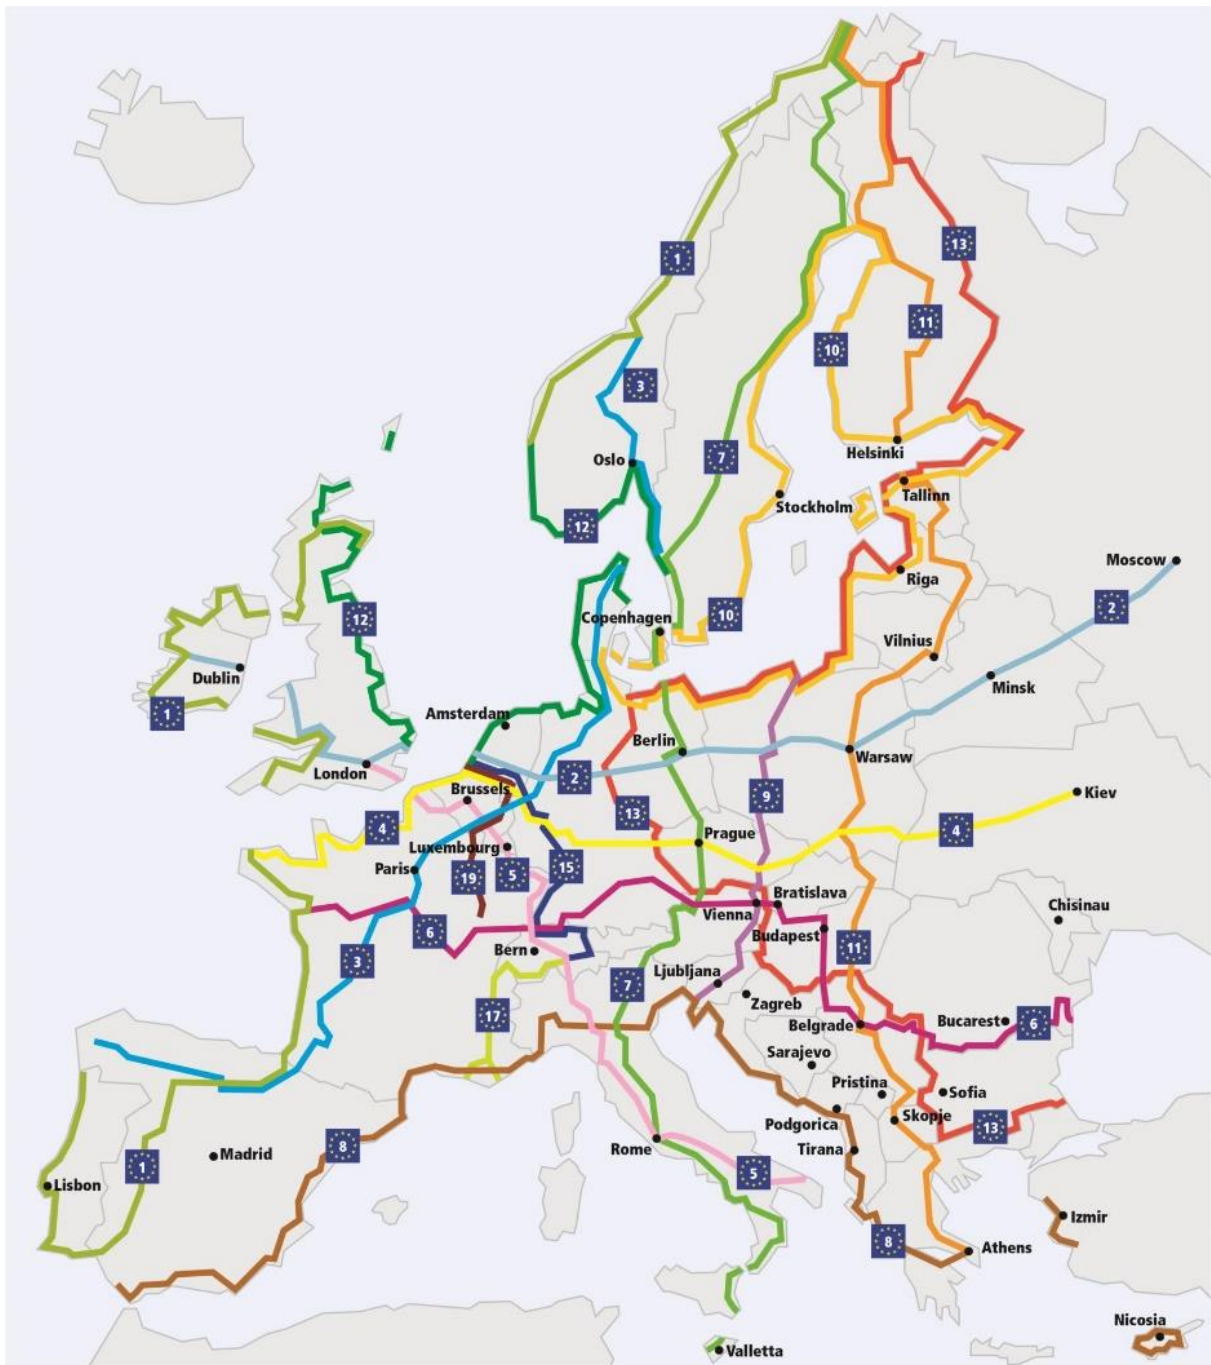 1
13
11
10
3
7
Helsinki
Oslo
Stockholm
Tallinn
12
Riga
Moscow
2
10
12
Copenhagen
Vilnius
Dublin
Minsk
1
Amsterdam
Berlin
Warsaw
London
2
Brussels
9
Kiev
13
4
4
Prague
Luxembourg
Paris
19
5
15
Bratislava
Vienna
Chisinau
6
Budapest
11
Bern
3
Ljubljana
7
Zagreb
17
Belgrade
Bucarest
6
Sarajevo
Pristina
Sofia
Podgorica
Skopje
13
8
Rome
Tirana
Madrid
1
5
Lisbon
Izmir
8
Athens
Nicosia
Valletta